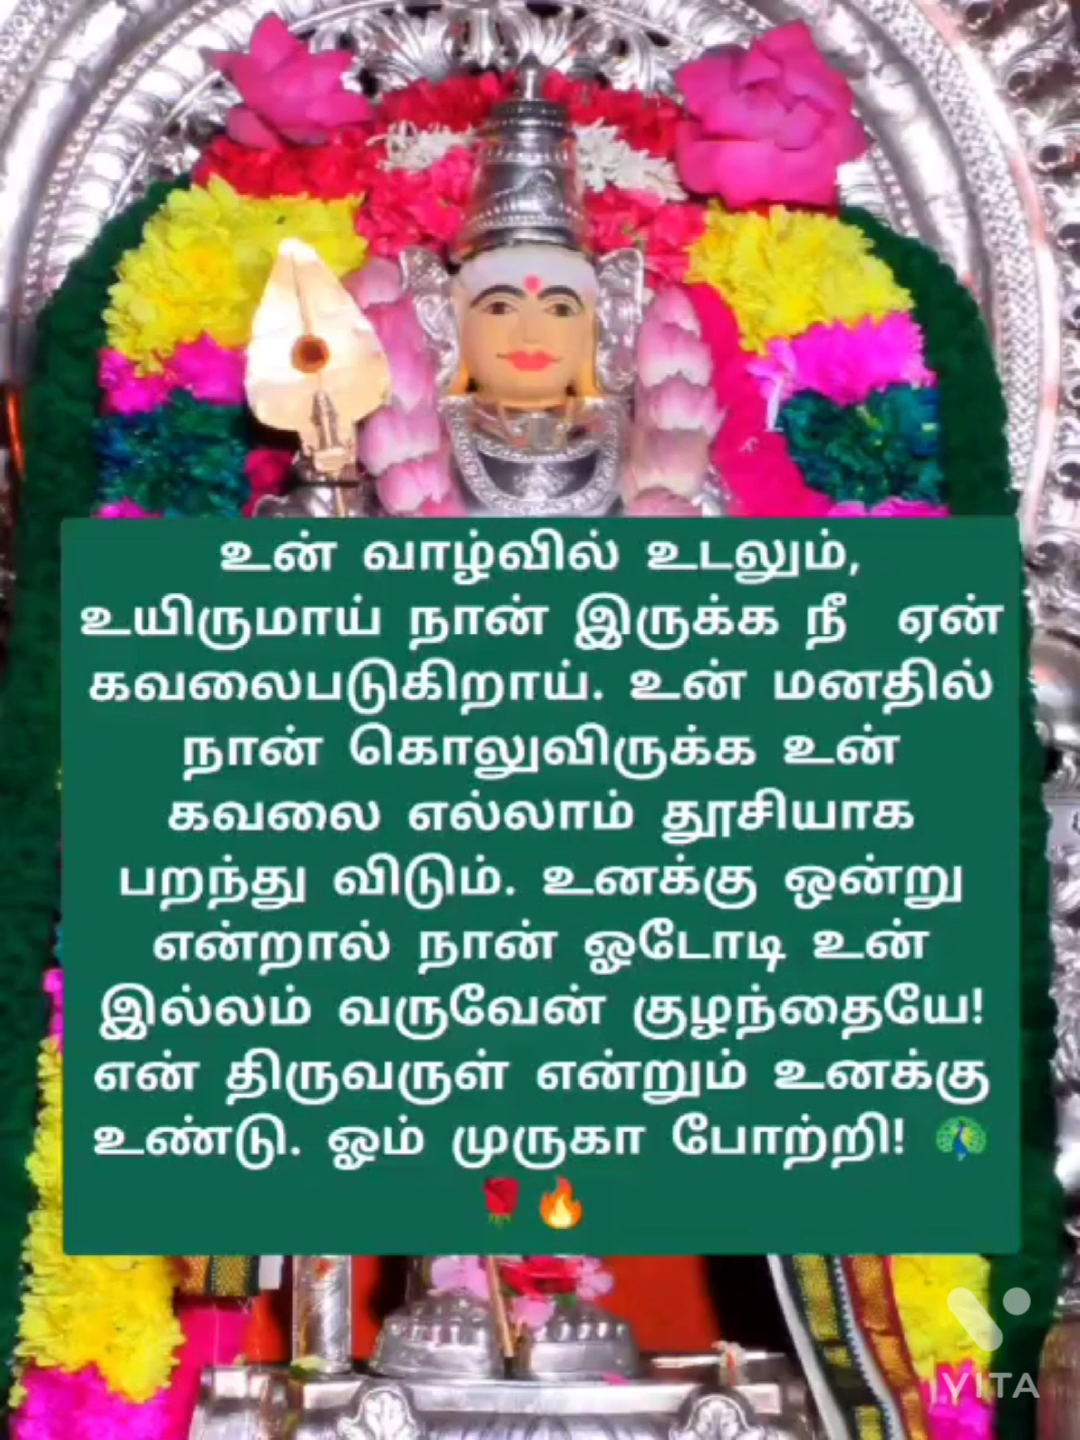 உன் வாழ்வில் உடலும்,
உயிருமாய் நான் இருக்க நீ ஏன்
கவலைபடுகிறாய். உன் மனதில்
நான் கொலுவிருக்க உன்
கவலை எல்லாம் தூசியாக
பறந்து விடும். உனக்கு ஒன்று
என்றால் நான் ஓடோடி உன்
இல்லம் வருவேன் குழந்தையே!
என் திருவருள் என்றும் உனக்கு
உண்டு. ஓம் முருகா போற்றி! 🦚
🌹🔥
VITA